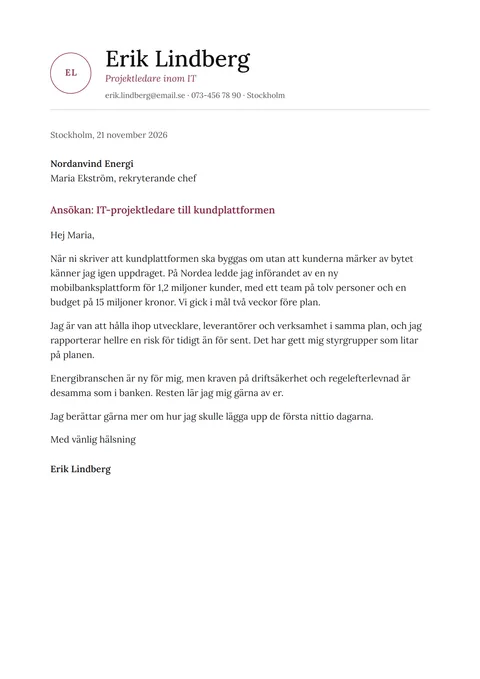 EL
Erik Lindberg
Projektledare inom IT
erik.lindberg@email.se · 073-456 78 90 · Stockholm
Stockholm, 21 november 2026
Nordanvind Energi
Maria Ekström, rekryterande chef
Ansökan: IT-projektledare till kundplattformen
Hej Maria,
När ni skriver att kundplattformen ska byggas om utan att kunderna märker av bytet
känner jag igen uppdraget. På Nordea ledde jag införandet av en ny
mobilbanksplattform för 1,2 miljoner kunder, med ett team på tolv personer och en
budget på 15 miljoner kronor. Vi gick i mål två veckor före plan.
Jag är van att hålla ihop utvecklare, leverantörer och verksamhet i samma plan, och jag
rapporterar hellre en risk för tidigt än för sent. Det har gett mig styrgrupper som litar
på planen.
Energibranschen är ny för mig, men kraven på driftsäkerhet och regelefterlevnad är
desamma som i banken. Resten lär jag mig gärna av er.
Jag berättar gärna mer om hur jag skulle lägga upp de första nittio dagarna.
Med vänlig hälsning
Erik Lindberg